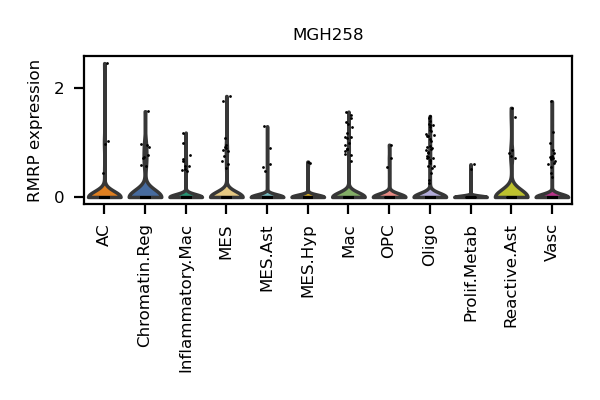 MGH258
RMRP expression
2
0
AC
Chromatin.Reg
Inflammatory.Mac
MES
MES.Ast
MES.Hyp
Mac
OPC
Oligo
Prolif.Metab
Reactive.Ast
Vasc